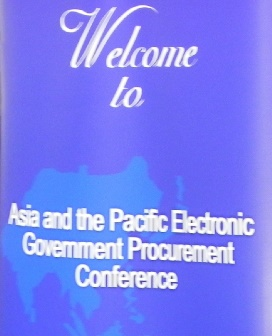 Welcome
to
Asia and the Pacific Electronic
Government Procurement
Conference